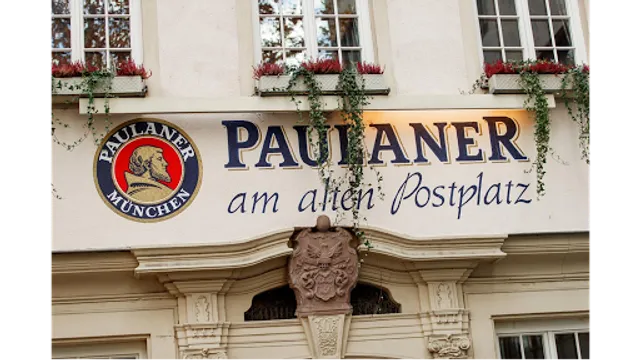 PAULANER
MÜNCHEN
PAULANER
am alten Postplatz